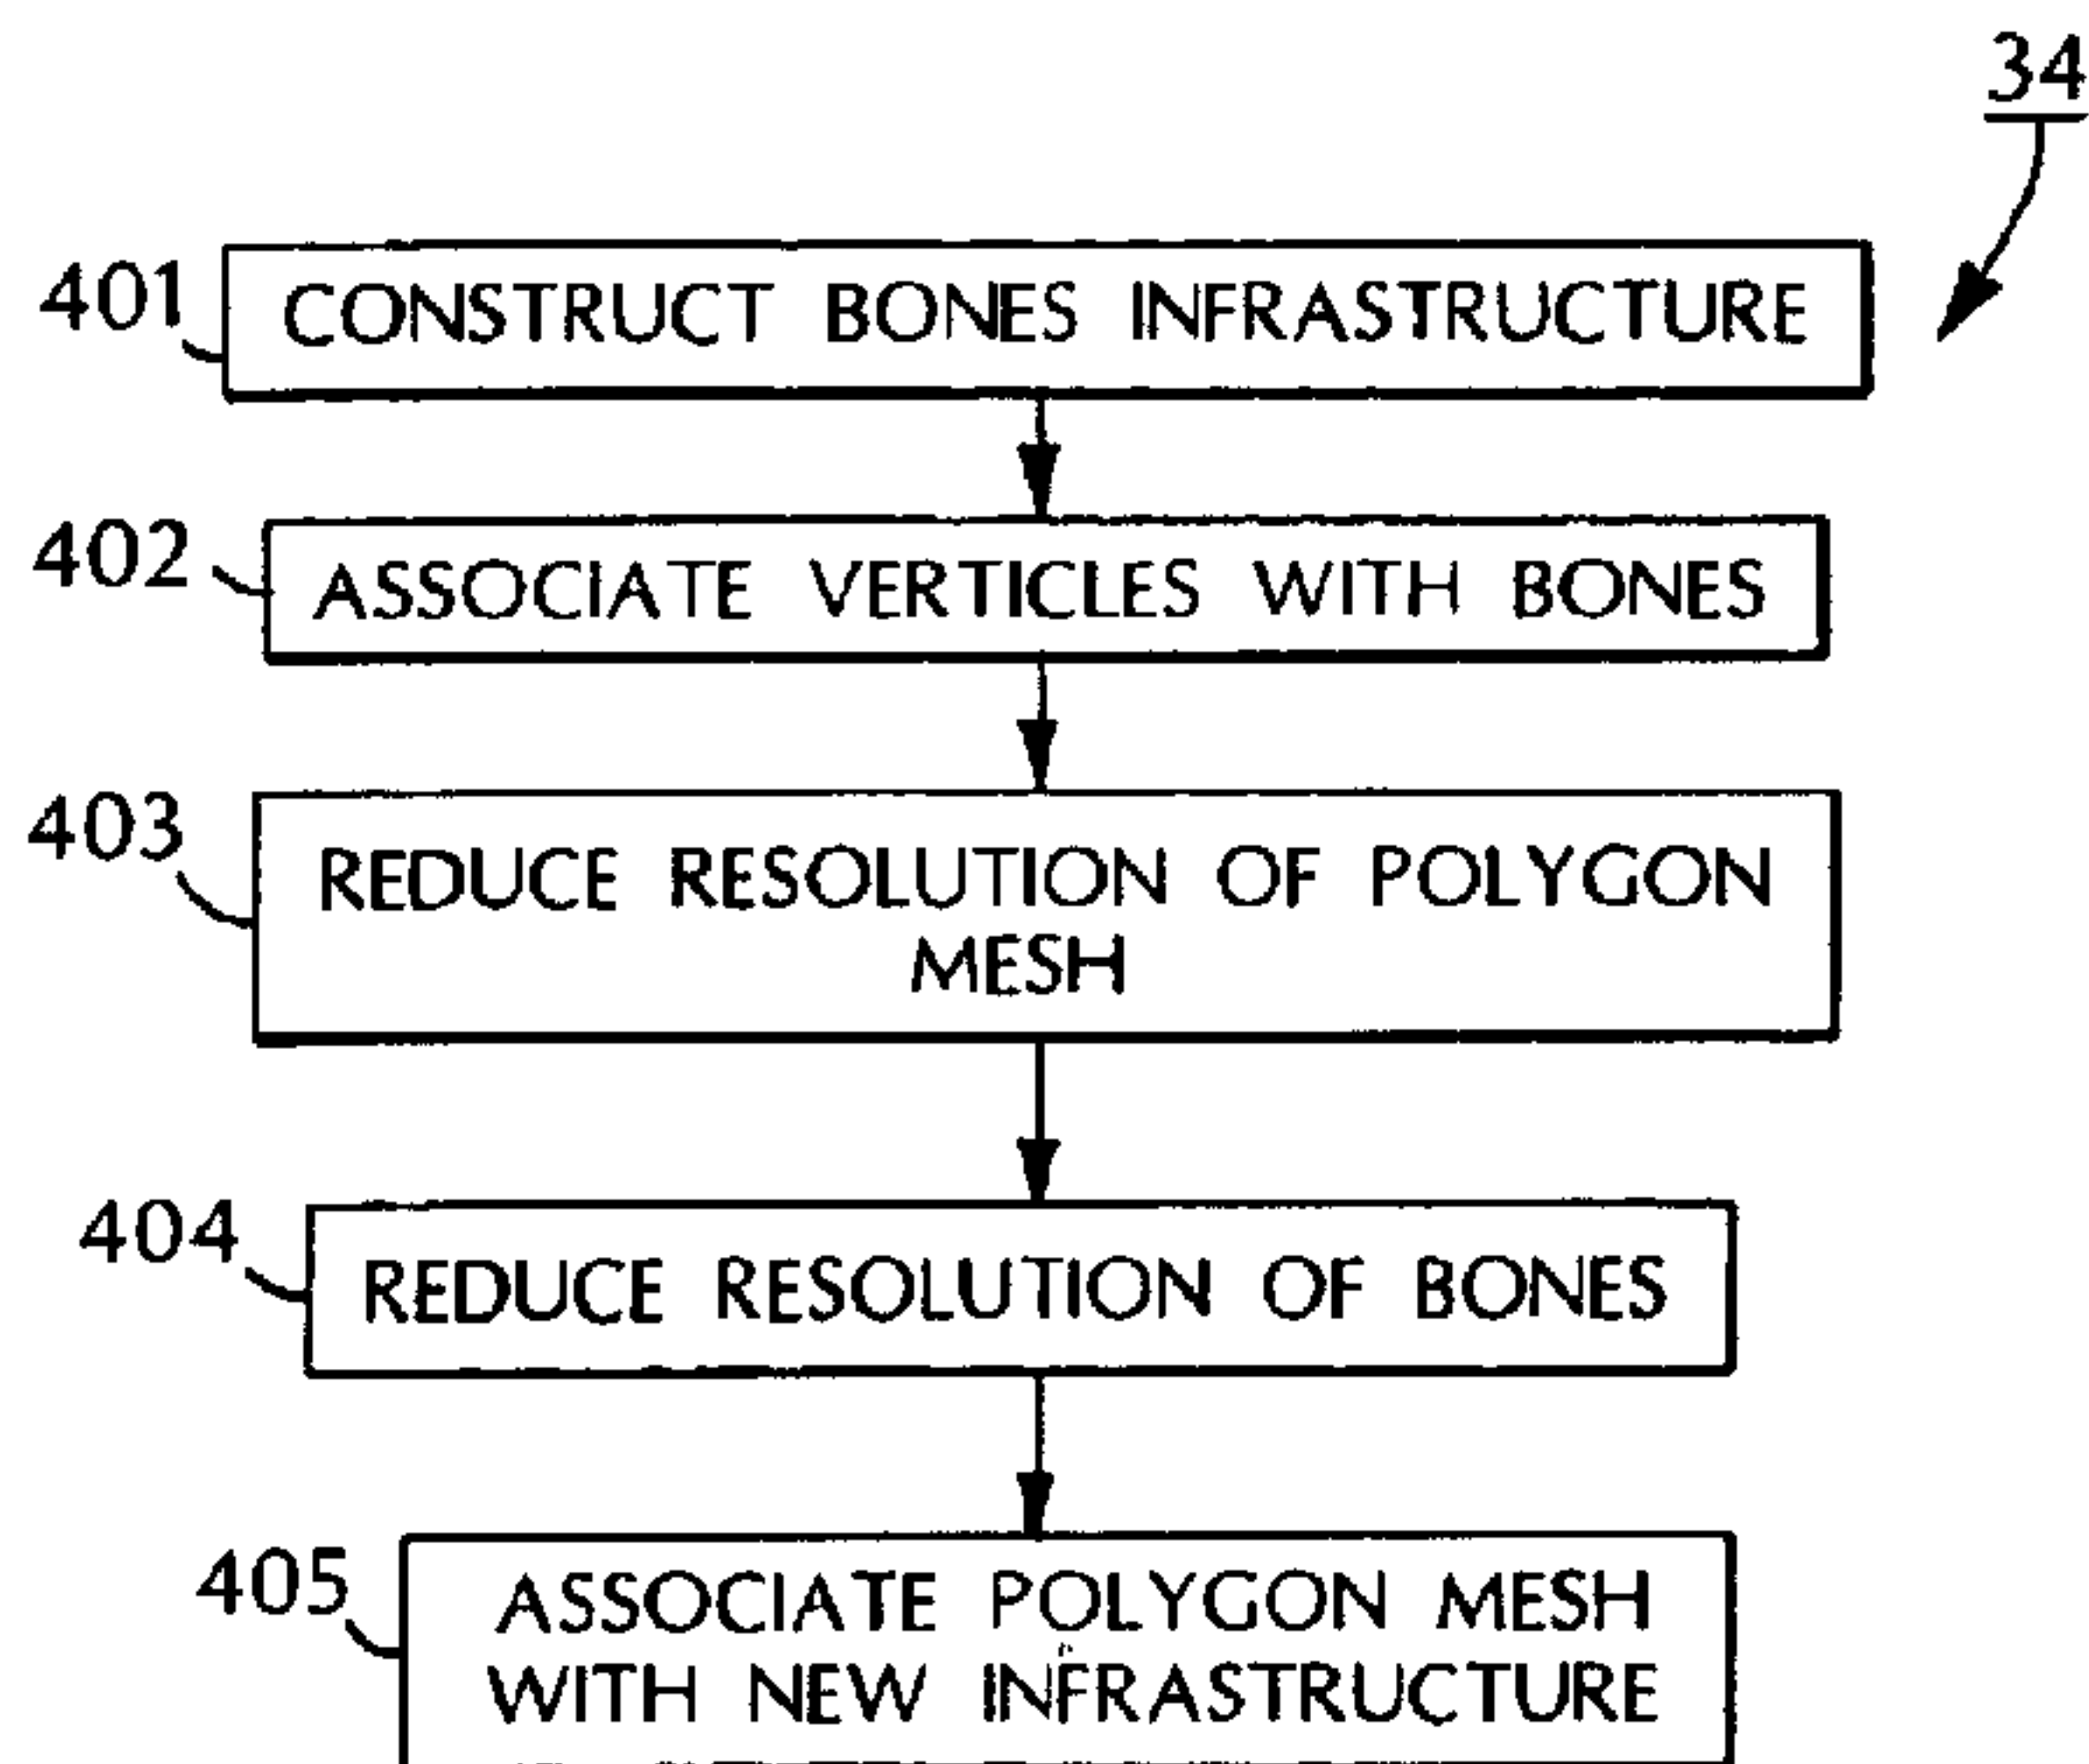 34
401
CONSTRUCT BONES INFRASTRUCTURE
402
ASSOCIATE VERTICLES WITH BONES
403
REDUCE RESOLUTION OF POLYGON
MESH
404
REDUCE RESOLUTION OF BONES
405
ASSOCIATE POLYGON MESH
WITH NEW INFRASTRUCTURE